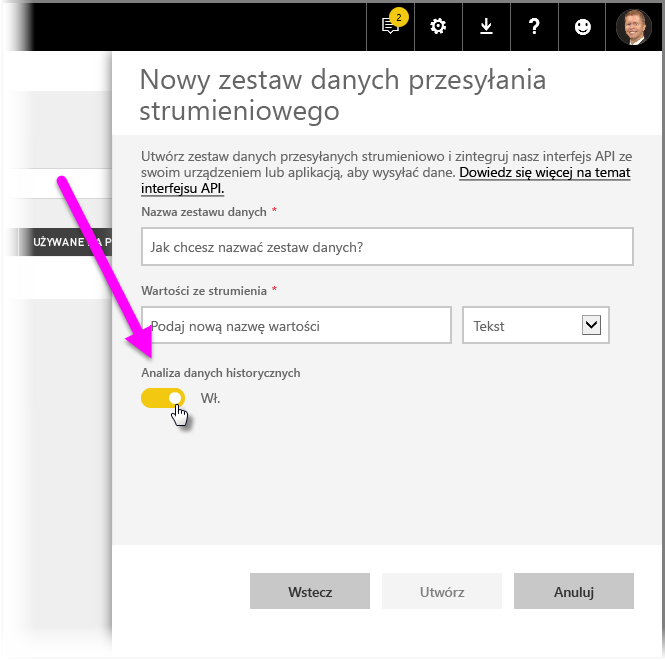 2
?
Nowy zestaw danych przesyłania
strumieniowego
Utwórz zestaw danych przesyłanych strumieniowo i zintegruj nasz interfejs API ze
swoim urządzeniem lub aplikacją, aby wysyłać dane. Dowiedz się więcej na temat
interfejsu API.
Nazwa zestawu danych *
UŻYWANE
Jak chcesz nazwać zestaw danych?
Wartości ze strumienia *
Podaj nową nazwę wartości
Tekst
Analiza danych historycznych
Wł.
Wstecz
Utwórz
Anuluj